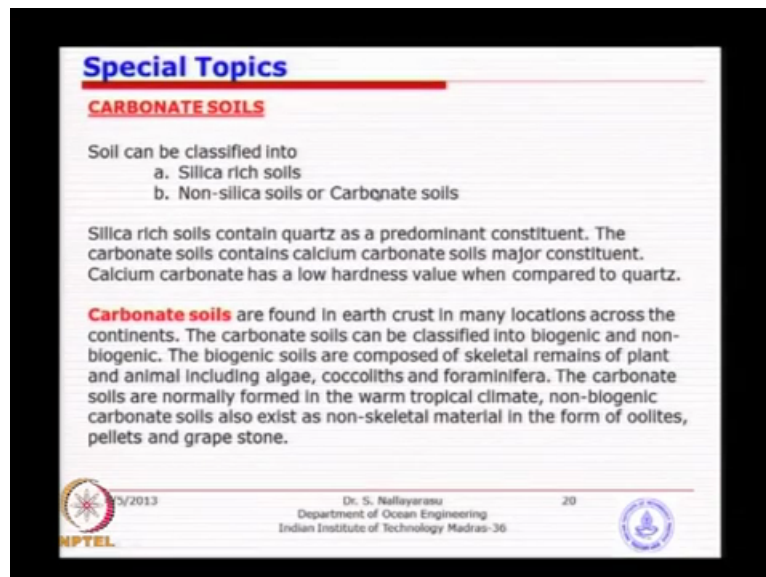 Special Topics
CARBONATE SOILS
Soil can be classified into
a. Silica rich soils
b. Non-silica soils or Carbonate soils
Silica rich soils contain quartz as a predominant constituent. The
carbonate soils contains calcium carbonate soils major constituent.
Calcium carbonate has a low hardness value when compared to quartz.
Carbonate soils are found in earth crust in many locations across the
continents. The carbonate soils can be classified into biogenic and non-
biogenic. The biogenic soils are composed of skeletal remains of plant
and animal including algae, coccoliths and foraminifera. The carbonate
soils are normally formed in the warm tropical climate, non-biogenic
carbonate soils also exist as non-skeletal material in the form of oolites,
pellets and grape stone.
/5/2013 Dr. S. Nallayarasu 20
Department of Ocean Engineering
Indian Institute of Technology Madras-36
NPTEL